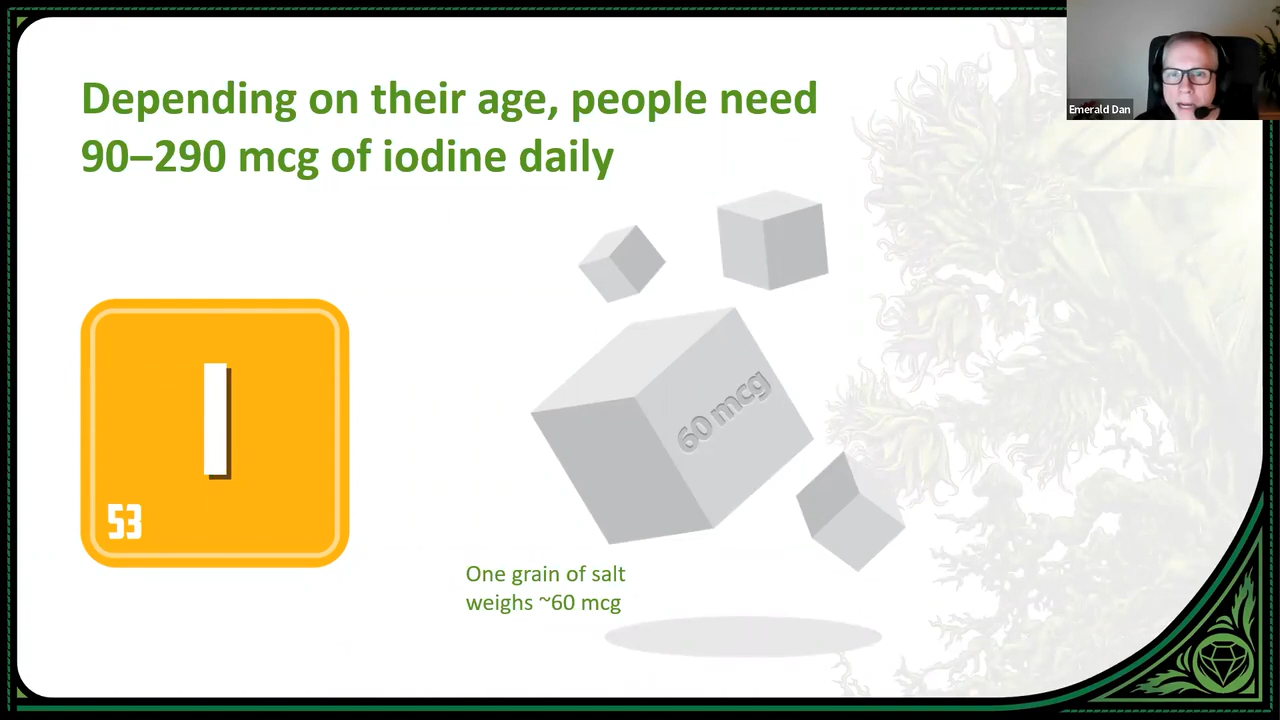 Depending on their age, people need
90–290 mcg of iodine daily
Emerald Dan
60 mcg
I
53
One grain of salt
weighs ~60 mcg